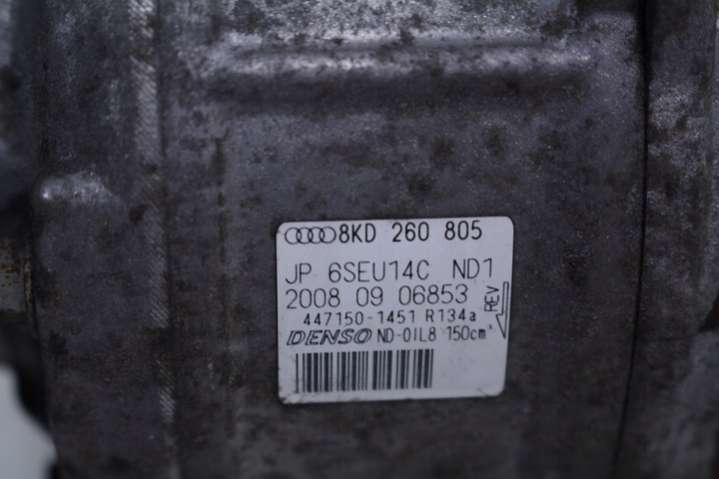 8KD 260 805
JP 6SEU14C ND1
2008 09 06853
REV
447150-1451 R134a
DENSO ND-OIL8 150cm³